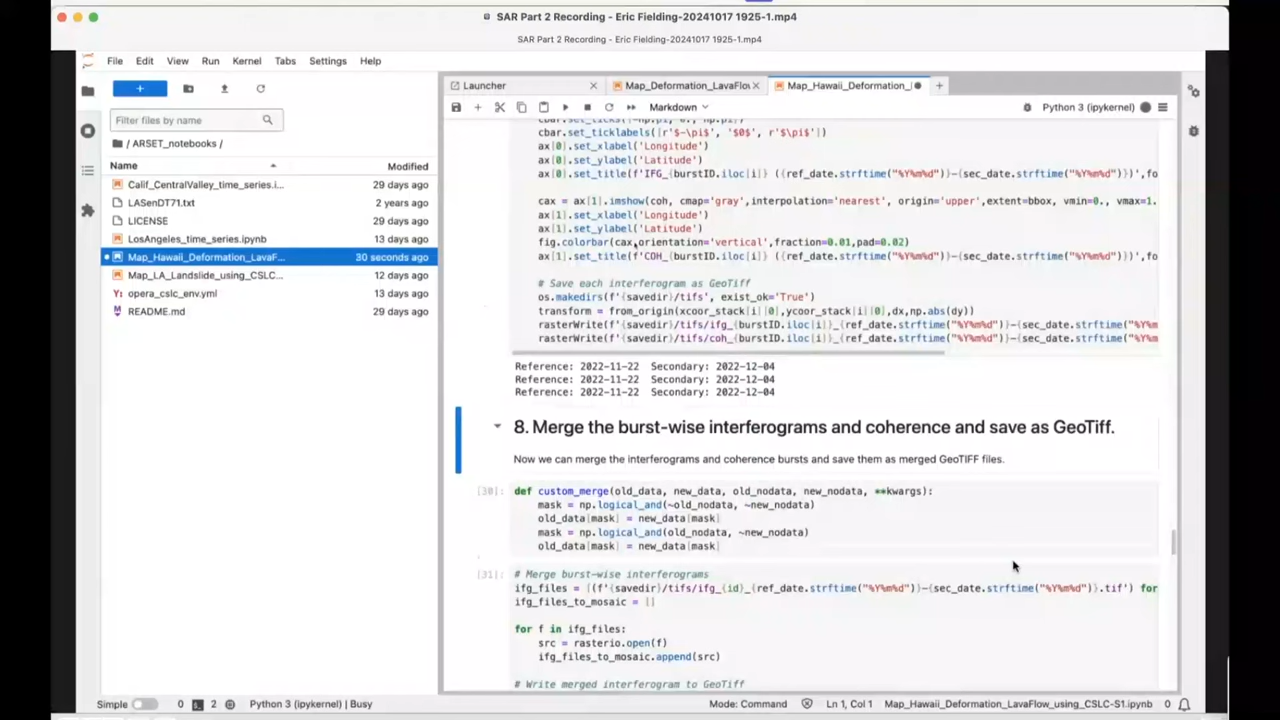 SAR Part 2 Recording - Eric Fielding-20241017 1925-1.mp4
SAR Part 2 Recording - Eric Fielding-20241017 1925-1.mp4
File Edit View Run Kernel Tabs Settings Help
Launcher
Map_Deformation_LavaFlov
Map_Hawaii_Deformation_
Filter files by name
Markdown
Python 3 (ipykernel)
/ ARSET_notebooks /
Name Modified
Calif_CentralValley_time_series.i... 29 days ago
LASenDT71.txt 2 years ago
LICENSE 29 days ago
LosAngeles_time_series.ipynb 13 days ago
Map_Hawaii_Deformation_LavaF... 30 seconds ago
Map_LA_Landslide_using_CSLC... 12 days ago
opera_cslc_env.yml 13 days ago
README.md 29 days ago
cbar.set_ticklabels([r'$-\pi$', '$0$', r'$\pi$'])
ax[0].set_xlabel('Longitude')
ax[0].set_ylabel('Latitude')
ax[0].set_title(f'IFG_{burstID.iloc[i]} ({ref_date.strftime("%Y%m%d")}-{sec_date.strftime("%Y%m%d")})',fo
cax = ax[1].imshow(coh, cmap='gray',interpolation='nearest', origin='upper',extent=bbox, vmin=0., vmax=1.
ax[1].set_xlabel('Longitude')
ax[1].set_ylabel('Latitude')
fig.colorbar(cax,orientation='vertical',fraction=0.01,pad=0.02)
ax[1].set_title(f'COH_{burstID.iloc[i]} ({ref_date.strftime("%Y%m%d")}-{sec_date.strftime("%Y%m%d")})',fo
# Save each interferogram as GeoTiff
os.makedirs(f'{savedir}/tifs', exist_ok='True')
transform = from_origin(xcoor_stack[i][0],ycoor_stack[i][0],dx,np.abs(dy))
rasterWrite(f'{savedir}/tifs/ifg_{burstID.iloc[i]}_{ref_date.strftime("%Y%m%d")}-{sec_date.strftime("%Y%m
rasterWrite(f'{savedir}/tifs/coh_{burstID.iloc[i]}_{ref_date.strftime("%Y%m%d")}-{sec_date.strftime("%Y%m
Reference: 2022-11-22 Secondary: 2022-12-04
Reference: 2022-11-22 Secondary: 2022-12-04
Reference: 2022-11-22 Secondary: 2022-12-04
8. Merge the burst-wise interferograms and coherence and save as GeoTiff.
Now we can merge the interferograms and coherence bursts and save them as merged GeoTIFF files.
[30]: def custom_merge(old_data, new_data, old_nodata, new_nodata, **kwargs):
mask = np.logical_and(~old_nodata, ~new_nodata)
old_data[mask] = new_data[mask]
mask = np.logical_and(old_nodata, ~new_nodata)
old_data[mask] = new_data[mask]
[31]: # Merge burst-wise interferograms
ifg_files = [(f'{savedir}/tifs/ifg_{id}_{ref_date.strftime("%Y%m%d")}-{sec_date.strftime("%Y%m%d")}.tif') for
ifg_files_to_mosaic = []
for f in ifg_files:
src = rasterio.open(f)
ifg_files_to_mosaic.append(src)
# Write merged interferogram to GeoTiff
Simple 0 2 Python 3 (ipykernel) | Busy Mode: Command Ln 1, Col 1 Map_Hawaii_Deformation_LavaFlow_using_CSLC-S1.ipynb 0